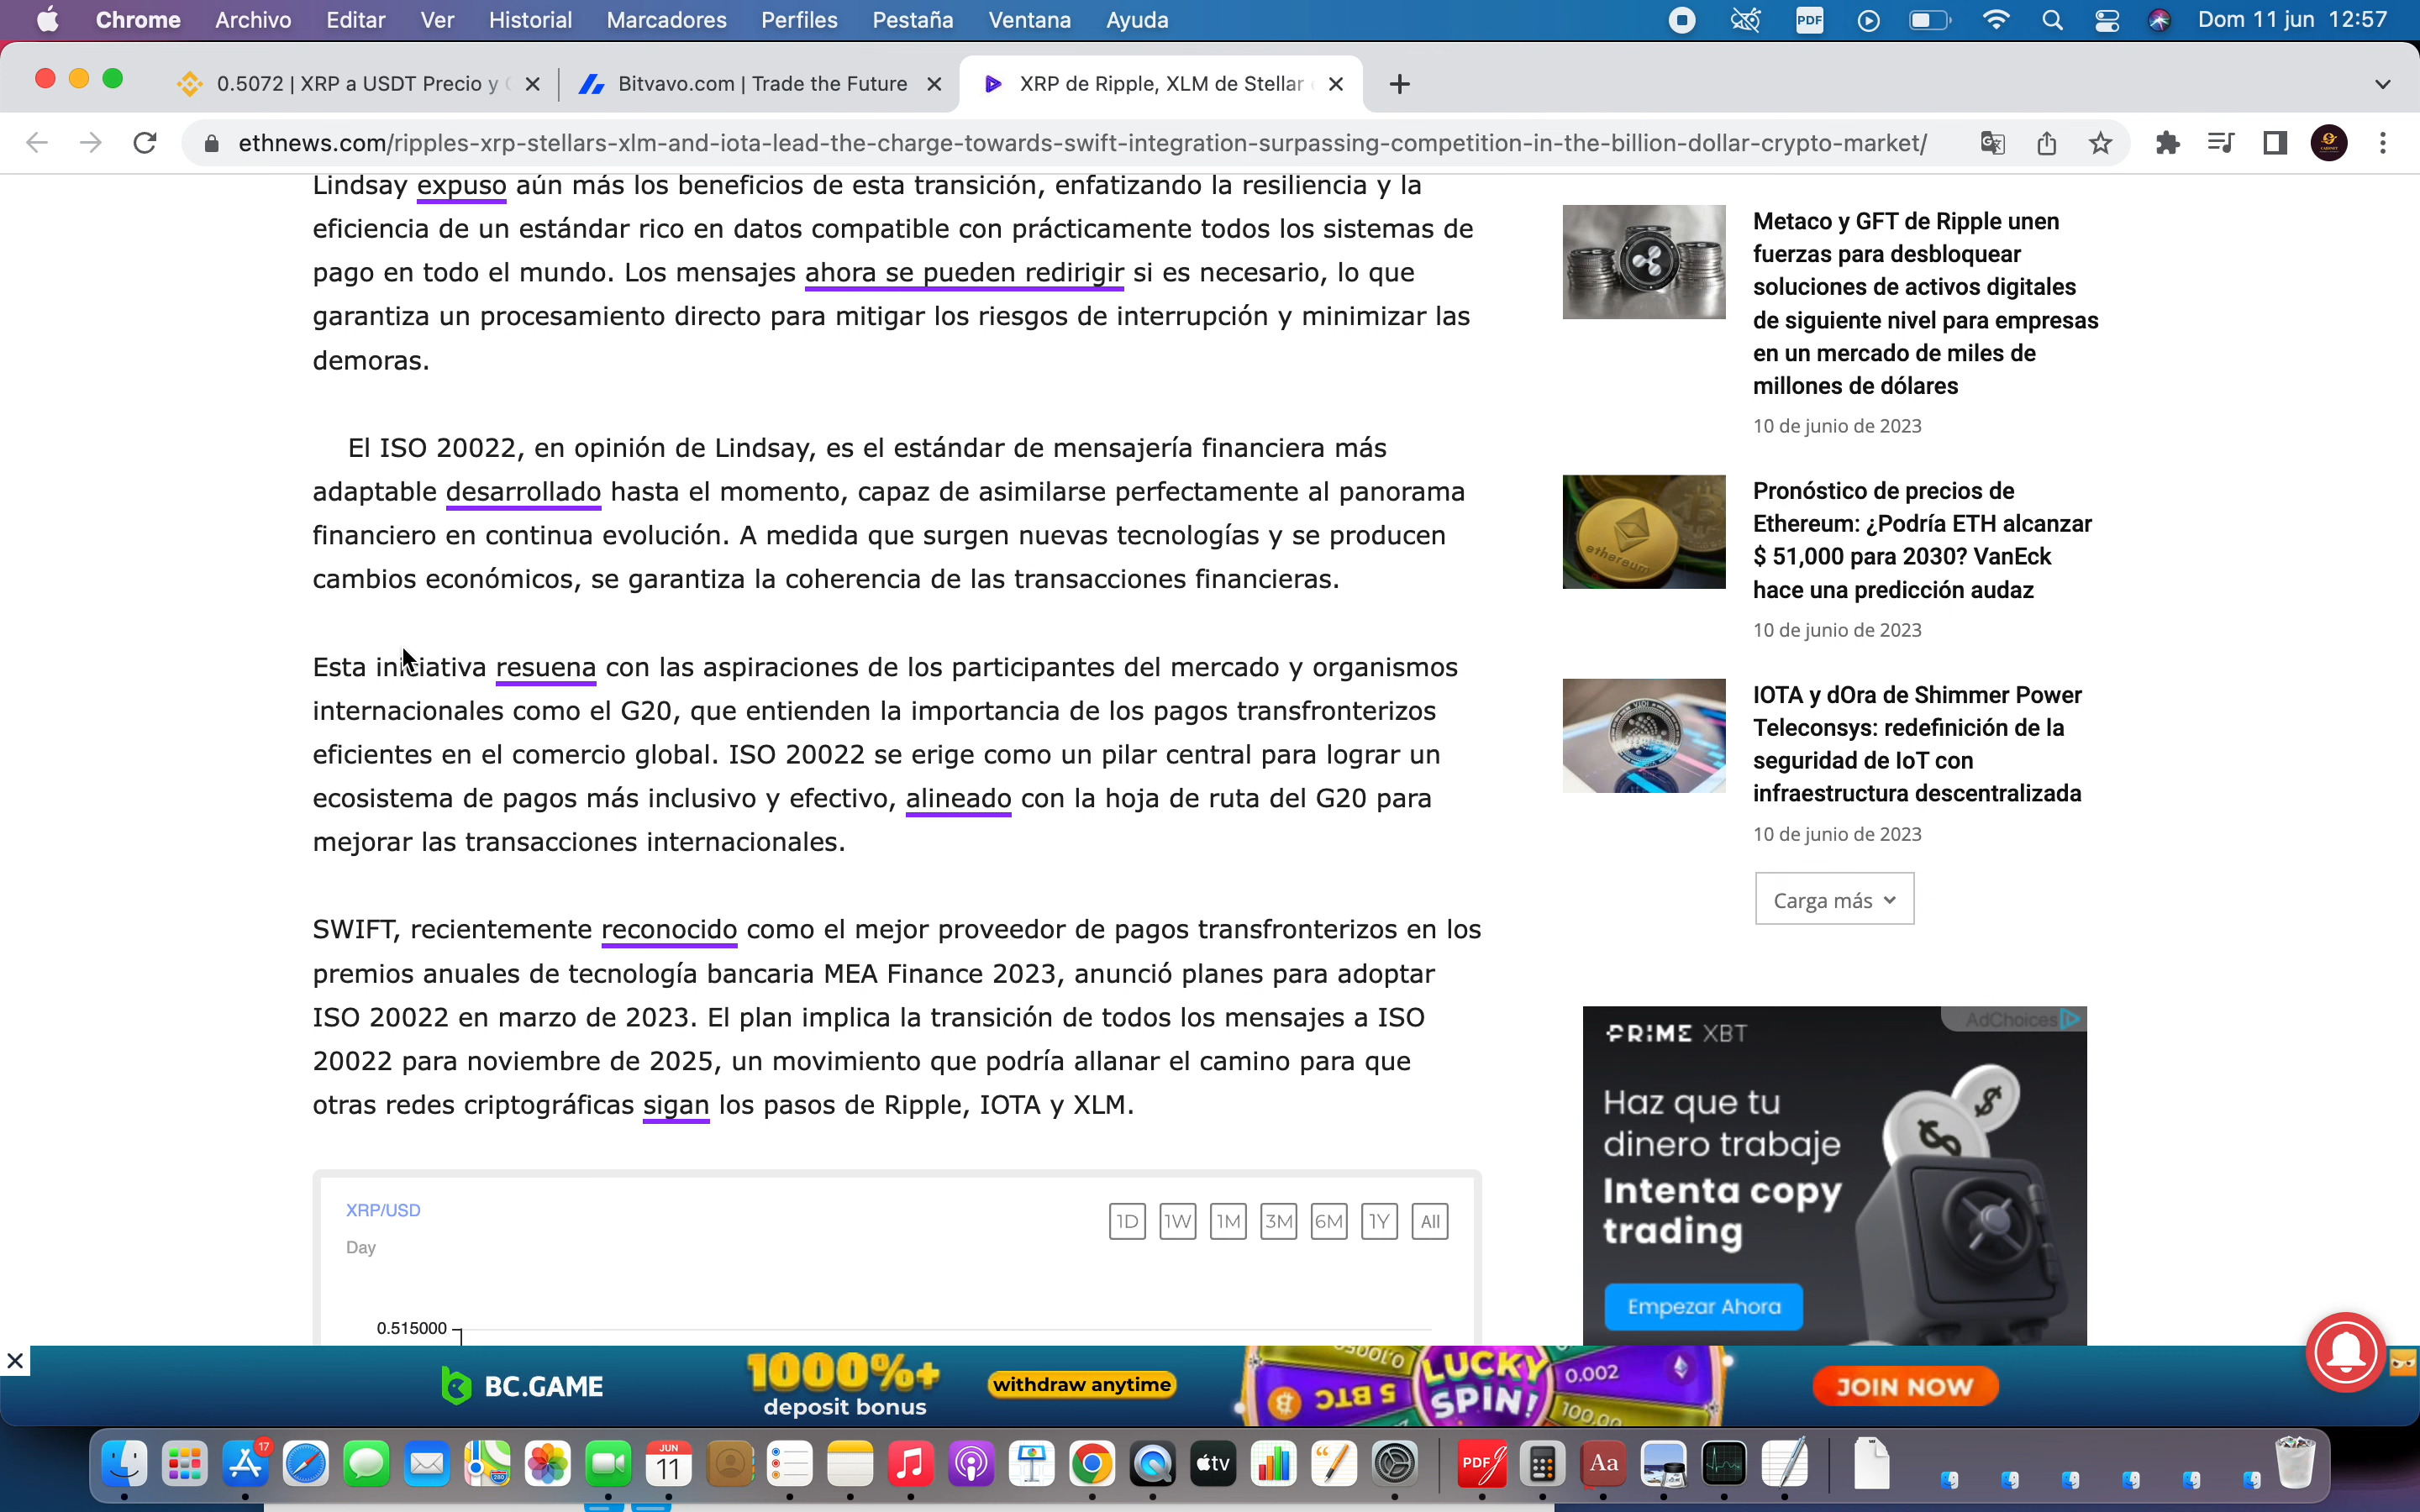 Chrome Archivo Editar Ver Historial Marcadores Perfiles Pestaña Ventana Ayuda PDF Dom 11 jun 12:57
0.5072 | XRP a USDT Precio y
Bitvavo.com | Trade the Future
XRP de Ripple, XLM de Stellar
ethnews.com/ripples-xrp-stellars-xlm-and-iota-lead-the-charge-towards-swift-integration-surpassing-competition-in-the-billion-dollar-crypto-market/
Lindsay expuso aún más los beneficios de esta transición, enfatizando la resiliencia y la
eficiencia de un estándar rico en datos compatible con prácticamente todos los sistemas de
pago en todo el mundo. Los mensajes ahora se pueden redirigir si es necesario, lo que
garantiza un procesamiento directo para mitigar los riesgos de interrupción y minimizar las
demoras.
El ISO 20022, en opinión de Lindsay, es el estándar de mensajería financiera más
adaptable desarrollado hasta el momento, capaz de asimilarse perfectamente al panorama
financiero en continua evolución. A medida que surgen nuevas tecnologías y se producen
cambios económicos, se garantiza la coherencia de las transacciones financieras.
Esta iniciativa resuena con las aspiraciones de los participantes del mercado y organismos
internacionales como el G20, que entienden la importancia de los pagos transfronterizos
eficientes en el comercio global. ISO 20022 se erige como un pilar central para lograr un
ecosistema de pagos más inclusivo y efectivo, alineado con la hoja de ruta del G20 para
mejorar las transacciones internacionales.
SWIFT, recientemente reconocido como el mejor proveedor de pagos transfronterizos en los
premios anuales de tecnología bancaria MEA Finance 2023, anunció planes para adoptar
ISO 20022 en marzo de 2023. El plan implica la transición de todos los mensajes a ISO
20022 para noviembre de 2025, un movimiento que podría allanar el camino para que
otras redes criptográficas sigan los pasos de Ripple, IOTA y XLM.
XRP/USD
Day
1D 1W 1M 3M 6M 1Y All
0.515000
Metaco y GFT de Ripple unen
fuerzas para desbloquear
soluciones de activos digitales
de siguiente nivel para empresas
en un mercado de miles de
millones de dólares
10 de junio de 2023
ethereum
Pronóstico de precios de
Ethereum: ¿Podría ETH alcanzar
$ 51,000 para 2030? VanEck
hace una predicción audaz
10 de junio de 2023
IOTA y dOra de Shimmer Power
Teleconsys: redefinición de la
seguridad de IoT con
infraestructura descentralizada
10 de junio de 2023
Carga más
PRIME XBT
AdChoices
Haz que tu
dinero trabaje
Intenta copy
trading
Empezar Ahora
BC.GAME
1000%+
deposit bonus
withdraw anytime
5 BTC
LUCKY
SPIN!
0.002
100.00
JOIN NOW
17
JUN
11
tv
PDF
Aa